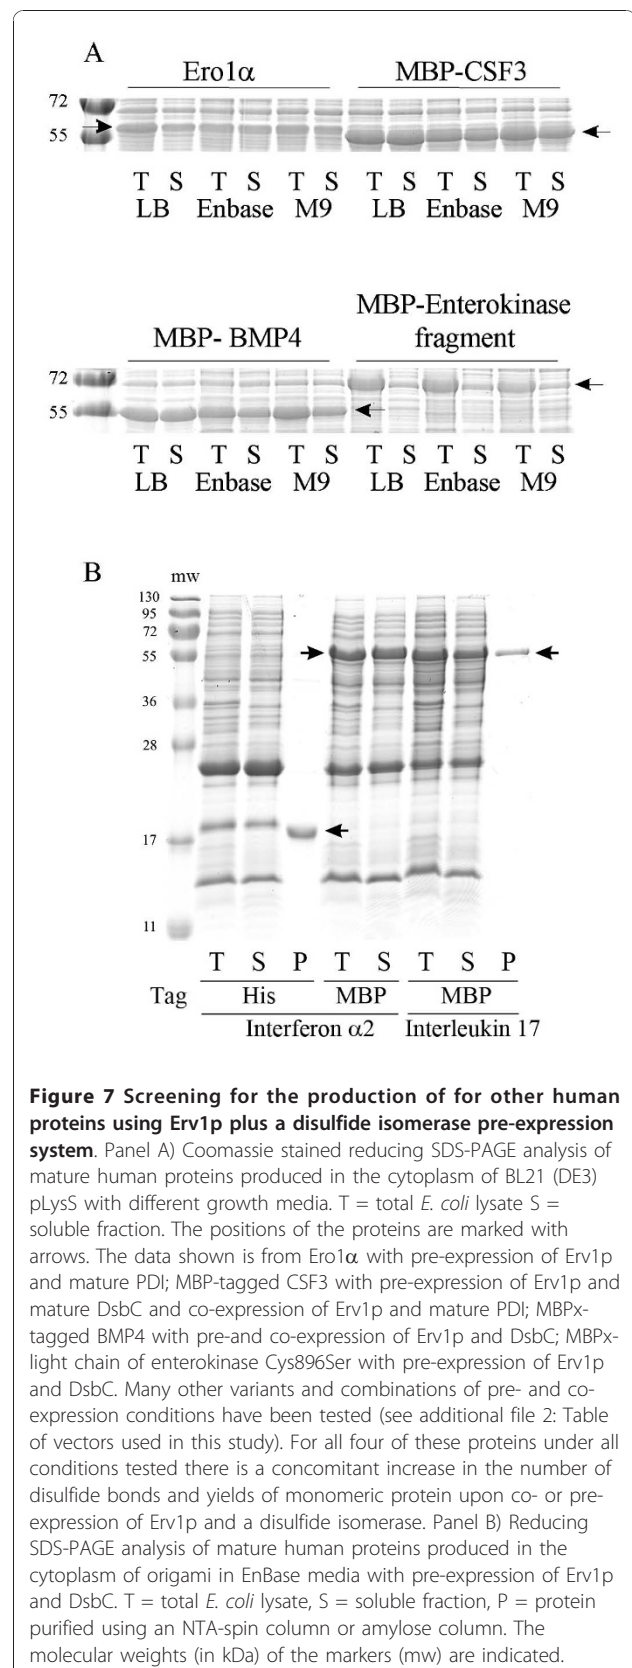 A
Ero1α MBP-CSF3
72
55
T S T S T S T S T S T S
LB Enbase M9 LB Enbase M9
MBP-Enterokinase
MBP- BMP4 fragment
72
55
T S T S T S T S T S T S
LB Enbase M9 LB Enbase M9
B mw
130
95
72
55
36
28
17
11
T S P T S T S P
Tag His MBP MBP
Interferon α2 Interleukin 17
Figure 7 Screening for the production of for other human
proteins using Erv1p plus a disulfide isomerase pre-expression
system. Panel A) Coomassie stained reducing SDS-PAGE analysis of
mature human proteins produced in the cytoplasm of BL21 (DE3)
pLysS with different growth media. T = total E. coli lysate S =
soluble fraction. The positions of the proteins are marked with
arrows. The data shown is from Ero1α with pre-expression of Erv1p
and mature PDI; MBP-tagged CSF3 with pre-expression of Erv1p and
mature DsbC and co-expression of Erv1p and mature PDI; MBPx-
tagged BMP4 with pre-and co-expression of Erv1p and DsbC; MBPx-
light chain of enterokinase Cys896Ser with pre-expression of Erv1p
and DsbC. Many other variants and combinations of pre- and co-
expression conditions have been tested (see additional file 2: Table
of vectors used in this study). For all four of these proteins under all
conditions tested there is a concomitant increase in the number of
disulfide bonds and yields of monomeric protein upon co- or pre-
expression of Erv1p and a disulfide isomerase. Panel B) Reducing
SDS-PAGE analysis of mature human proteins produced in the
cytoplasm of origami in EnBase media with pre-expression of Erv1p
and DsbC. T = total E. coli lysate, S = soluble fraction, P = protein
purified using an NTA-spin column or amylose column. The
molecular weights (in kDa) of the markers (mw) are indicated.